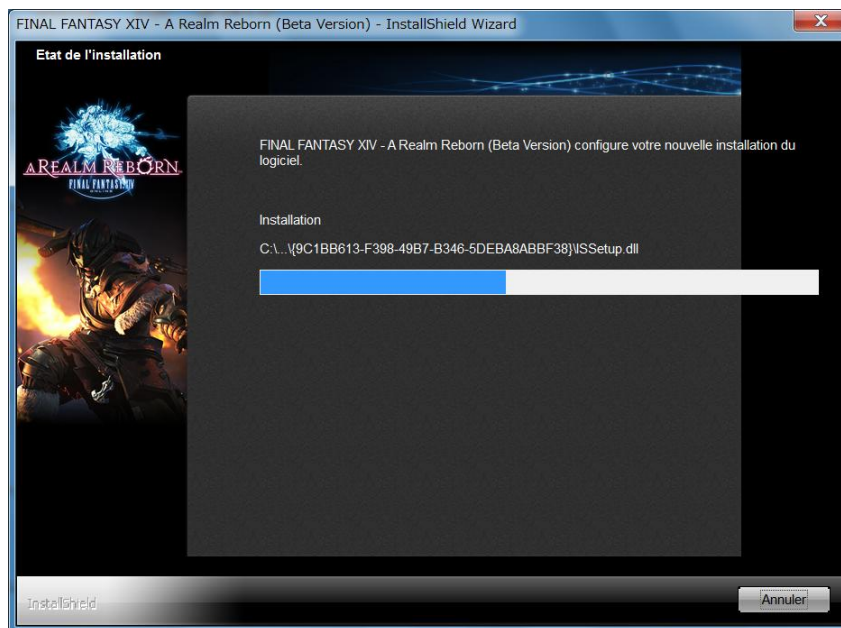 FINAL FANTASY XIV - A Realm Reborn (Beta Version) - InstallShield Wizard
Etat de l'installation
A REALM REBORN
FINAL FANTASY XIV
ONLINE
FINAL FANTASY XIV - A Realm Reborn (Beta Version) configure votre nouvelle installation du
logiciel.
Installation
C:\...\{9C1BB613-F398-49B7-B346-5DEBA8ABBF38}\ISSetup.dll
InstallShield
Annuler